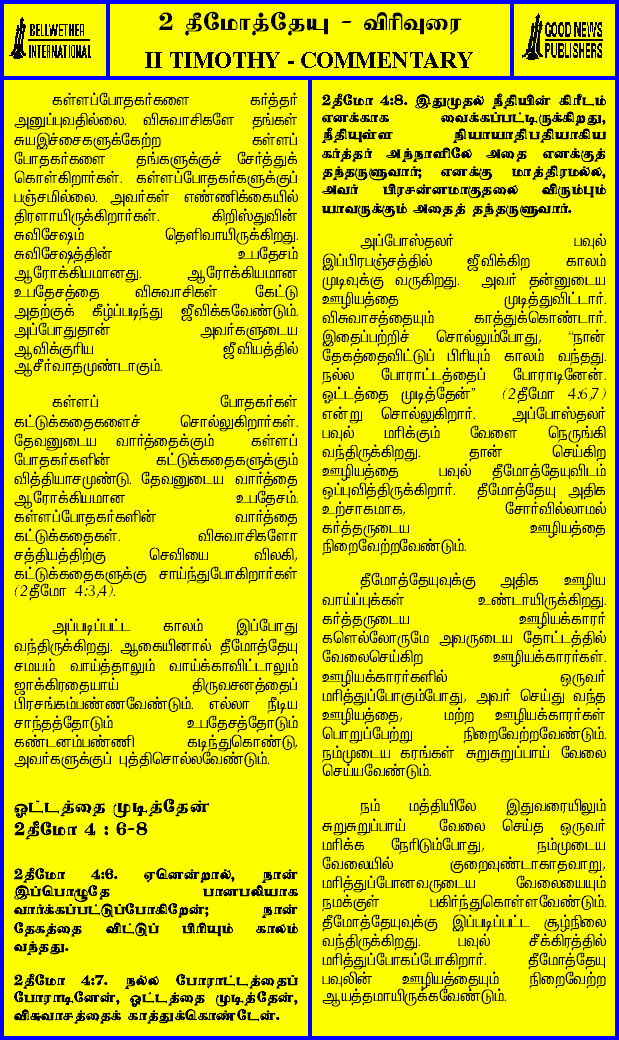 BELLWETHER
INTERNATIONAL
2 தீமோத்தேயு - விரிவுரை
II TIMOTHY - COMMENTARY
GOOD NEWS
PUBLISHERS
கள்ளப்போதகர்களை கர்த்தர்
அனுப்புவதில்லை. விசுவாசிகளே தங்கள்
சுயஇச்சைகளுக்கேற்ற கள்ளப்
போதகர்களை தங்களுக்குச் சேர்த்துக்
கொள்கிறார்கள். கள்ளப்போதகர்களுக்குப்
பஞ்சமில்லை. அவர்கள் எண்ணிக்கையில்
திரளாயிருக்கிறார்கள். கிறிஸ்துவின்
சுவிசேஷம் தெளிவாயிருக்கிறது.
சுவிசேஷத்தின் உபதேசம்
ஆரோக்கியமானது. ஆரோக்கியமான
உபதேசத்தை விசுவாசிகள் கேட்டு
அதற்குக் கீழ்ப்படிந்து ஜீவிக்கவேண்டும்.
அப்போதுதான் அவர்களுடைய
ஆவிக்குரிய ஜீவியத்தில்
ஆசீர்வாதமுண்டாகும்.
கள்ளப் போதகர்கள்
கட்டுக்கதைகளைச் சொல்லுகிறார்கள்.
தேவனுடைய வார்த்தைக்கும் கள்ளப்
போதகர்களின் கட்டுக்கதைகளுக்கும்
வித்தியாசமுண்டு. தேவனுடைய வார்த்தை
ஆரோக்கியமான உபதேசம்.
கள்ளப்போதகர்களின் வார்த்தை
கட்டுக்கதைகள். விசுவாசிகளோ
சத்தியத்திற்கு செவியை விலகி,
கட்டுக்கதைகளுக்கு சாய்ந்துபோகிறார்கள்
(2தீமோ 4:3,4).
அப்படிப்பட்ட காலம் இப்போது
வந்திருக்கிறது. ஆகையினால் தீமோத்தேயு
சமயம் வாய்த்தாலும் வாய்க்காவிட்டாலும்
ஜாக்கிரதையாய் திருவசனத்தைப்
பிரசங்கம்பண்ணவேண்டும். எல்லா நீடிய
சாந்தத்தோடும் உபதேசத்தோடும்
கண்டனம்பண்ணி கடிந்துகொண்டு,
அவர்களுக்குப் புத்திசொல்லவேண்டும்.
ஓட்டத்தை முடித்தேன்
2தீமோ 4 : 6-8
2தீமோ 4:6. ஏனென்றால், நான்
இப்பொழுதே பானபலியாக
வார்க்கப்பட்டுப்போகிறேன்; நான்
தேகத்தை விட்டுப் பிரியும் காலம்
வந்தது.
2தீமோ 4:7. நல்ல போராட்டத்தைப்
போராடினேன், ஓட்டத்தை முடித்தேன்,
விசுவாசத்தைக் காத்துக்கொண்டேன்.
2தீமோ 4:8. இதுமுதல் நீதியின் கிரீடம்
எனக்காக வைக்கப்பட்டிருக்கிறது,
நீதியுள்ள நியாயாதிபதியாகிய
கர்த்தர் அந்நாளிலே அதை எனக்குத்
தந்தருளுவார்; எனக்கு மாத்திரமல்ல,
அவர் பிரசன்னமாகுதலை விரும்பும்
யாவருக்கும் அதைத் தந்தருளுவார்.
அப்போஸ்தலர் பவுல்
இப்பிரபஞ்சத்தில் ஜீவிக்கிற காலம்
முடிவுக்கு வருகிறது. அவர் தன்னுடைய
ஊழியத்தை முடித்துவிட்டார்.
விசுவாசத்தையும் காத்துக்கொண்டார்.
இதைப்பற்றிச் சொல்லும்போது, "நான்
தேகத்தைவிட்டுப் பிரியும் காலம் வந்தது.
நல்ல போராட்டத்தைப் போராடினேன்.
ஓட்டத்தை முடித்தேன்" (2தீமோ 4:6,7)
என்று சொல்லுகிறார். அப்போஸ்தலர்
பவுல் மரிக்கும் வேளை நெருங்கி
வந்திருக்கிறது. தான் செய்கிற
ஊழியத்தை பவுல் தீமோத்தேயுவிடம்
ஒப்புவித்திருக்கிறார். தீமோத்தேயு அதிக
உற்சாகமாக, சோர்வில்லாமல்
கர்த்தருடைய ஊழியத்தை
நிறைவேற்றவேண்டும்.
தீமோத்தேயுவுக்கு அதிக ஊழிய
வாய்ப்புக்கள் உண்டாயிருக்கிறது.
கர்த்தருடைய ஊழியக்காரர்
களெல்லோருமே அவருடைய தோட்டத்தில்
வேலைசெய்கிற ஊழியக்காரர்கள்.
ஊழியக்காரர்களில் ஒருவர்
மரித்துப்போகும்போது, அவர் செய்து வந்த
ஊழியத்தை, மற்ற ஊழியக்காரர்கள்
பொறுப்பேற்று நிறைவேற்றவேண்டும்.
நம்முடைய கரங்கள் சுறுசுறுப்பாய் வேலை
செய்யவேண்டும்.
நம் மத்தியிலே இதுவரையிலும்
சுறுசுறுப்பாய் வேலை செய்த ஒருவர்
மரிக்க நேரிடும்போது, நம்முடைய
வேலையில் குறைவுண்டாகாதவாறு,
மரித்துப்போனவருடைய வேலையையும்
நமக்குள் பகிர்ந்துகொள்ளவேண்டும்.
தீமோத்தேயுவுக்கு இப்படிப்பட்ட சூழ்நிலை
வந்திருக்கிறது. பவுல் சீக்கிரத்தில்
மரித்துப்போகப்போகிறார். தீமோத்தேயு
பவுலின் ஊழியத்தையும் நிறைவேற்ற
ஆயத்தமாயிருக்கவேண்டும்.